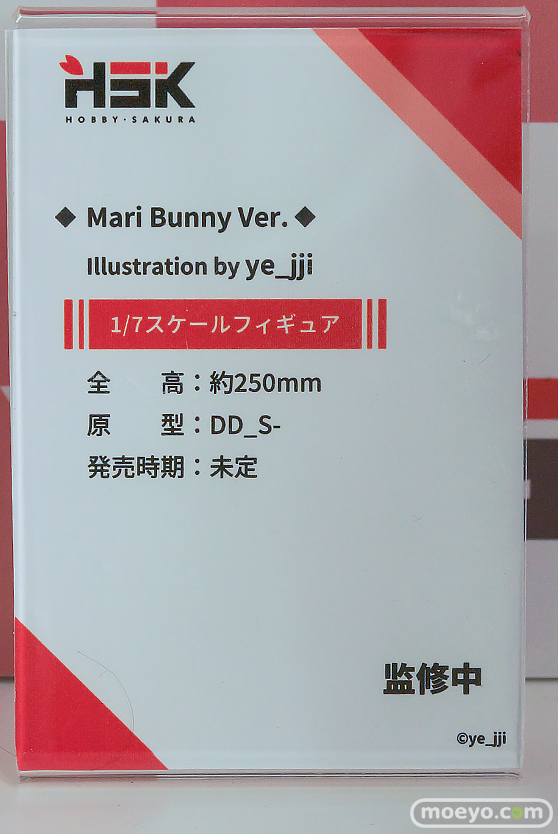 HSK
HOBBY·SAKURA
◆ Mari Bunny Ver. ◆
Illustration by ye_jji
1/7スケールフィギュア
全　　高：約250mm
原　　型：DD_S-
発売時期：未定
监修中
©ye_jji
moeyo.com